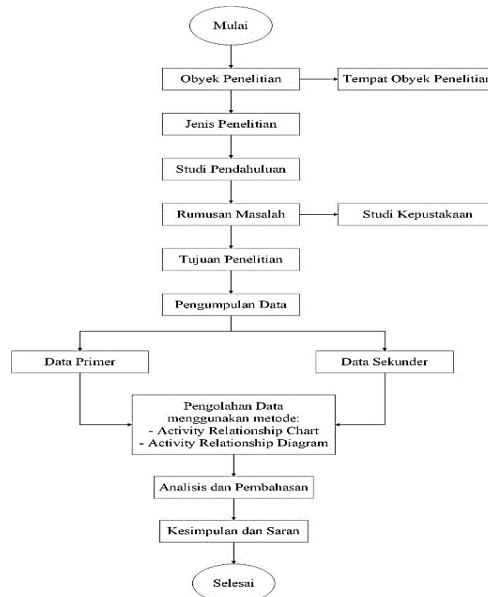 Mulai
Obyek Penelitian
Tempat Obyek Penelitian
Jenis Penelitian
Studi Pendahuluan
Rumusan Masalah
Studi Kepustakaan
Tujuan Penelitian
Pengumpulan Data
Data Primer
Data Sekunder
Pengolahan Data
menggunakan metode:
- Activity Relationship Chart
- Activity Relationship Diagram
Analisis dan Pembahasan
Kesimpulan dan Saran
Selesai